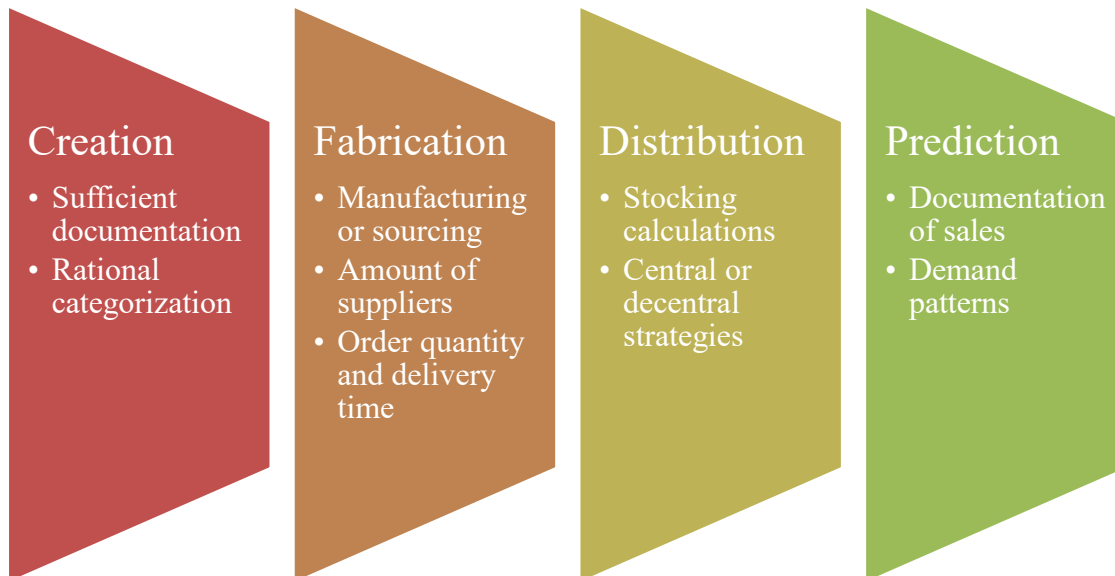 Creation
• Sufficient
documentation
• Rational
categorization
Fabrication
• Manufacturing
or sourcing
• Amount of
suppliers
• Order quantity
and delivery
time
Distribution
• Stocking
calculations
• Central or
decentral
strategies
Prediction
• Documentation
of sales
• Demand
patterns